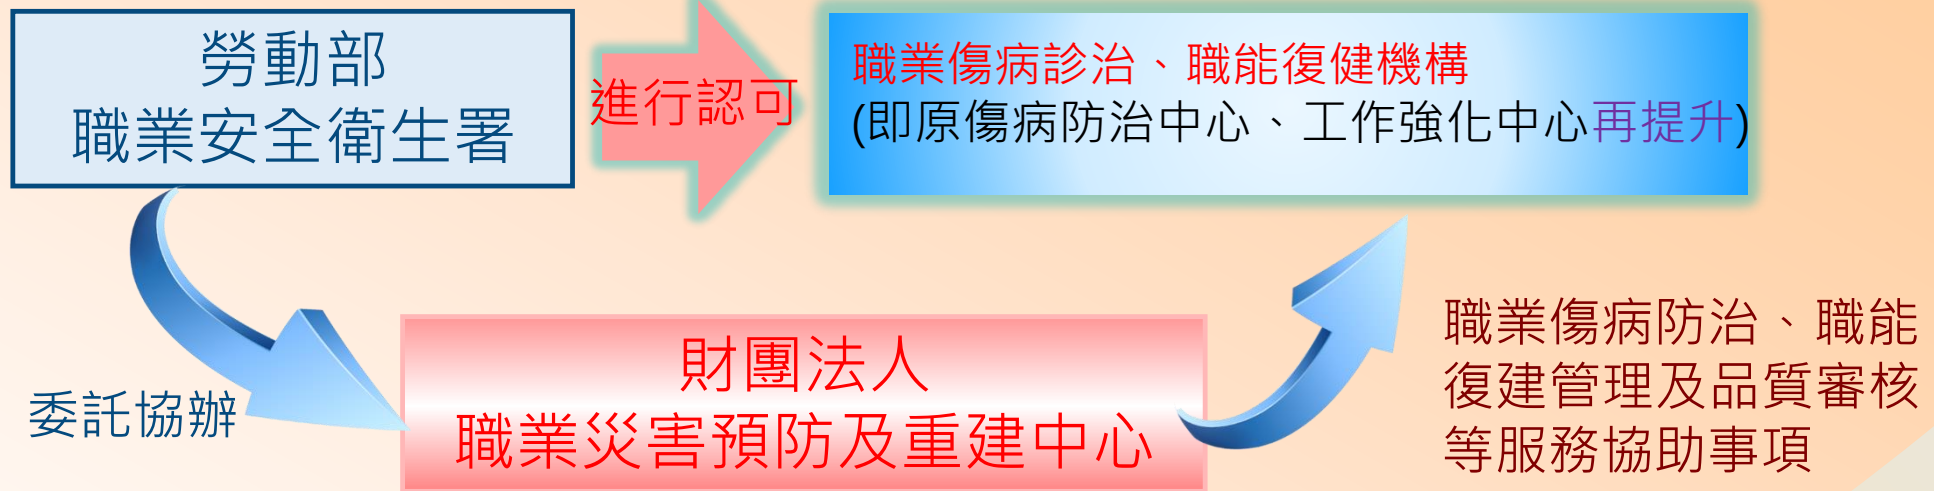 勞動部
職業安全衛生署
進行認可
職業傷病診治、職能復健機構
(即原傷病防治中心、工作強化中心再提升)
委託協辦
財團法人
職業災害預防及重建中心
職業傷病防治、職能
復建管理及品質審核
等服務協助事項